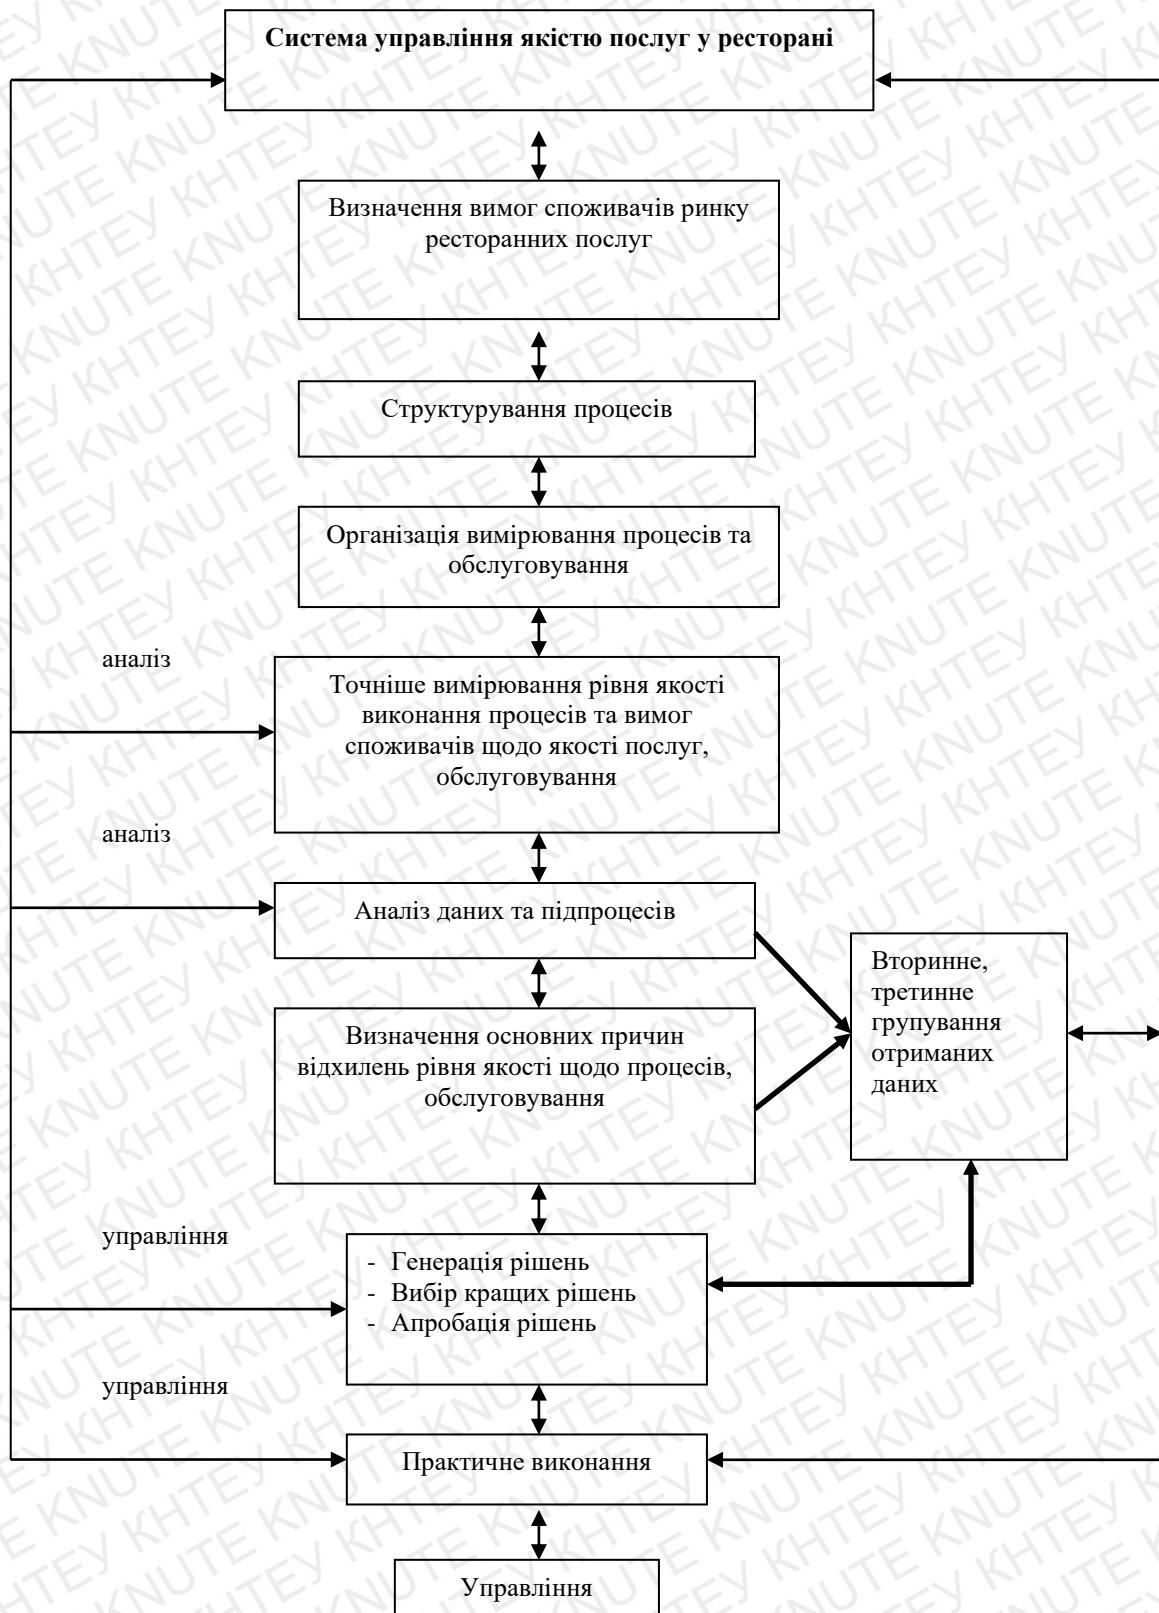 Система управління якістю послуг у ресторані
Визначення вимог споживачів ринку
ресторанних послуг
Структурування процесів
Організація вимірювання процесів та
обслуговування
аналіз
Точніше вимірювання рівня якості
виконання процесів та вимог
споживачів щодо якості послуг,
обслуговування
аналіз
Аналіз даних та підпроцесів
Вторинне,
третинне
групування
отриманих
даних
Визначення основних причин
відхилень рівня якості щодо процесів,
обслуговування
управління
- Генерація рішень
- Вибір кращих рішень
- Апробація рішень
управління
Практичне виконання
Управління